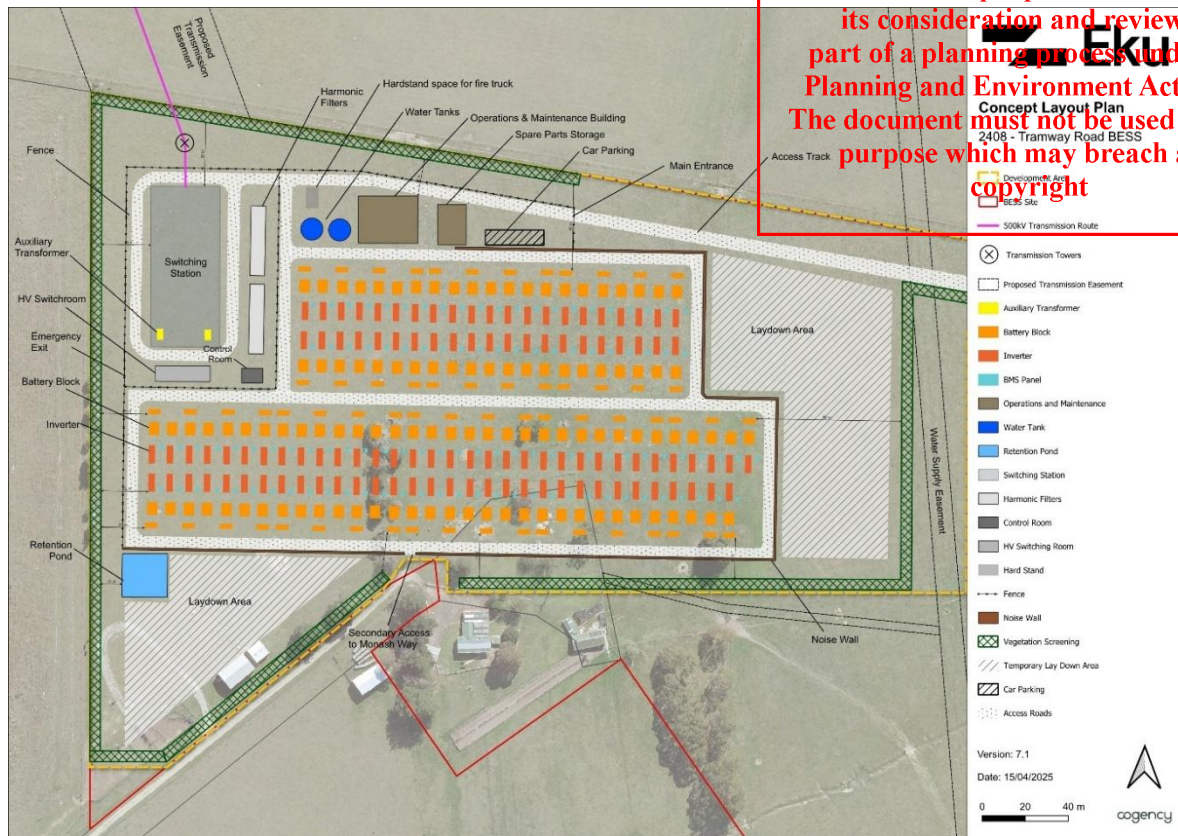 Proposed
Transmission
Easement
Harmonic
Filters
Hardstand space for fire truck
Water Tanks
Operations & Maintenance Building
Spare Parts Storage
Car Parking
Main Entrance
Access Track
Fence
Auxiliary
Transformer
Switching
Station
HV Switchroom
Emergency
Exit
Control
Room
Battery Block
Inverter
Laydown Area
Water Supply Easement
Retention
Pond
Laydown Area
Secondary Access
to Monash Way
Noise Wall
its consideration and review
part of a planning process und
Planning and Environment Act
The document must not be used
purpose which may breach a
copyright
Eku
Concept Layout Plan
2408 - Tramway Road BESS
Development Area
BESS Site
500kV Transmission Route
Transmission Towers
Proposed Transmission Easement
Auxiliary Transformer
Battery Block
Inverter
BMS Panel
Operations and Maintenance
Water Tank
Retention Pond
Switching Station
Harmonic Filters
Control Room
HV Switching Room
Hard Stand
Fence
Noise Wall
Vegetation Screening
Temporary Lay Down Area
Car Parking
Access Roads
Version: 7.1
Date: 15/04/2025
0 20 40 m
cogency